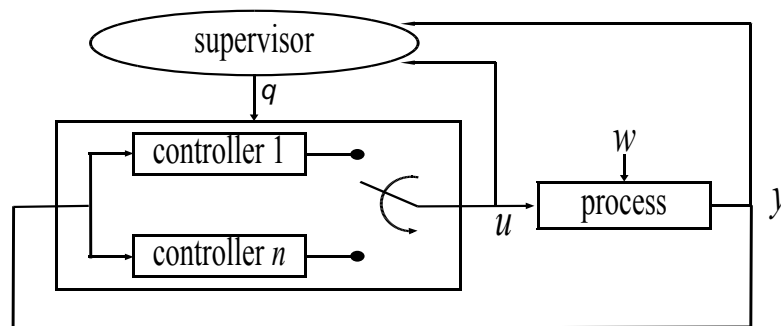 supervisor
q
controller 1
w
process
y
u
controller n